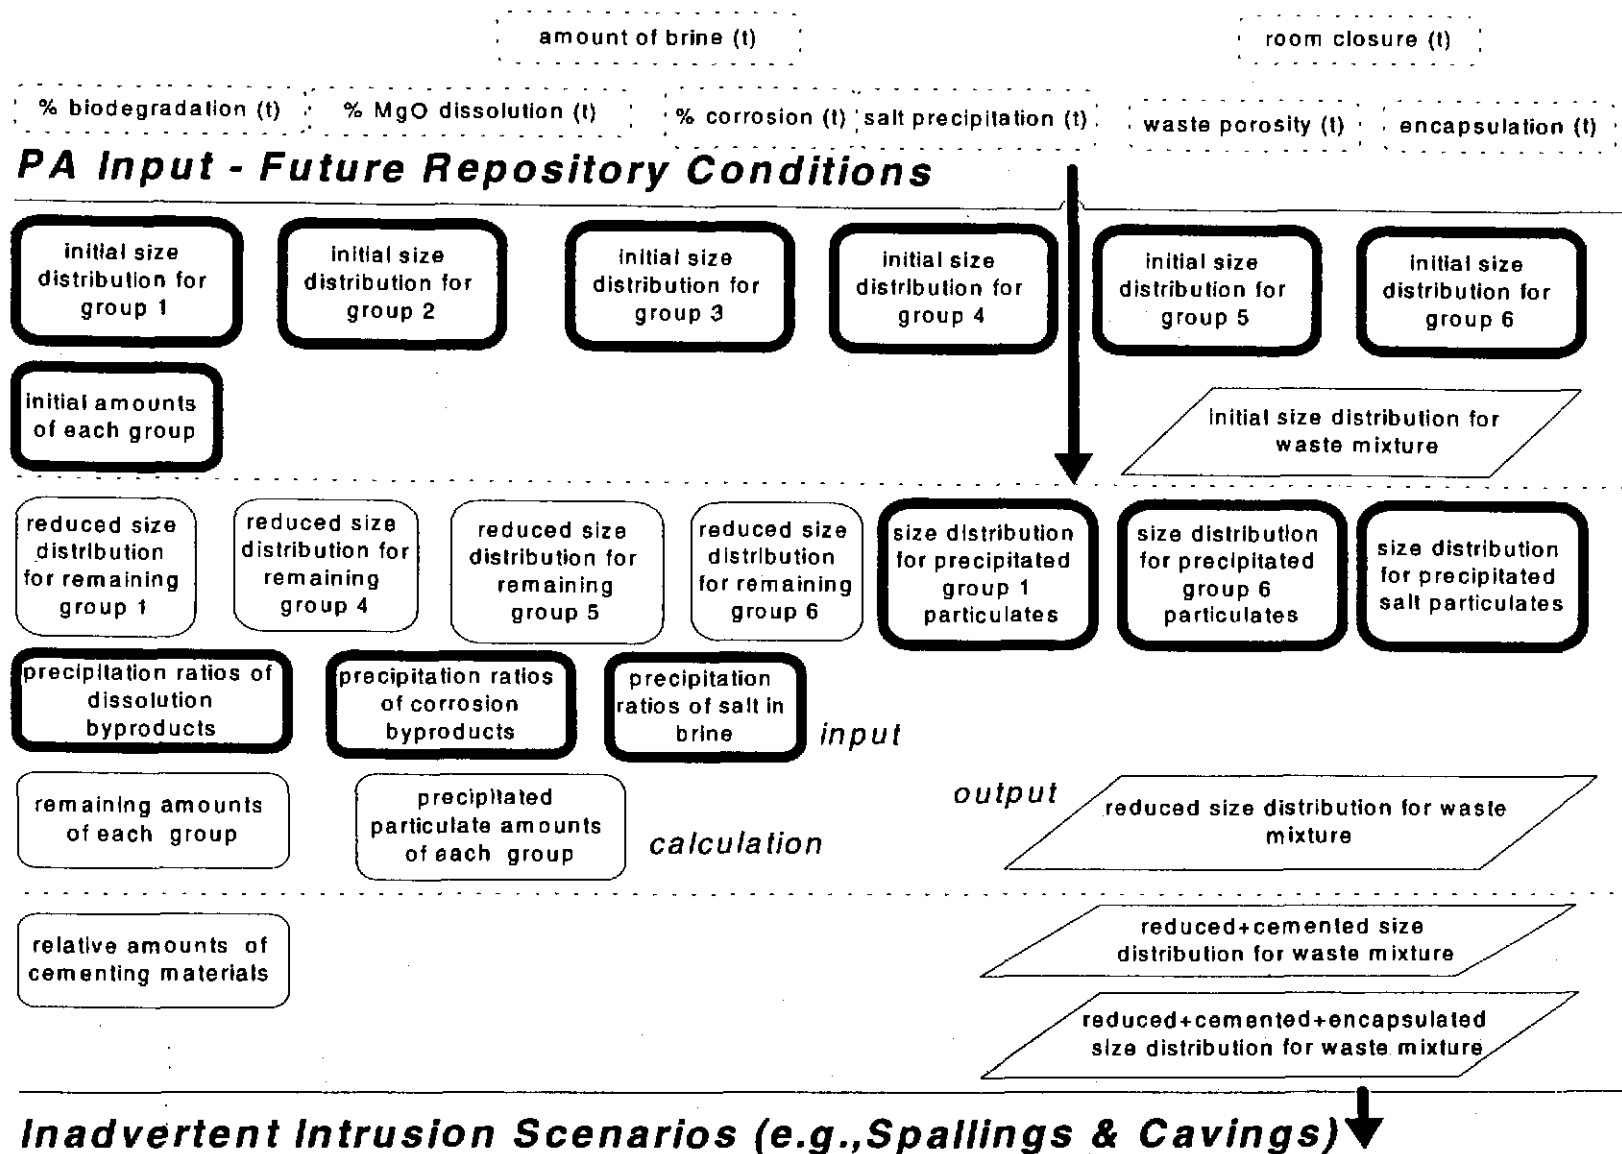 amount of brine (t)
room closure (t)
% biodegradation (t)
% MgO dissolution (t)
% corrosion (t)
salt precipitation (t)
waste porosity (t)
encapsulation (t)
PA Input - Future Repository Conditions
initial size
distribution for
group 1
initial size
distribution for
group 2
initial size
distribution for
group 3
initial size
distribution for
group 4
initial size
distribution for
group 5
initial size
distribution for
group 6
initial amounts
of each group
initial size distribution for
waste mixture
reduced size
distribution
for remaining
group 1
reduced size
distribution for
remaining
group 4
reduced size
distribution for
remaining
group 5
reduced size
distribution
for remaining
group 6
size distribution
for precipitated
group 1
particulates
size distribution
for precipitated
group 6
particulates
size distribution
for precipitated
salt particulates
precipitation ratios of
dissolution
byproducts
precipitation ratios
of corrosion
byproducts
precipitation
ratios of salt in
brine
input
remaining amounts
of each group
precipitated
particulate amounts
of each group
calculation
output
reduced size distribution for waste
mixture
relative amounts of
cementing materials
reduced+cemented size
distribution for waste mixture
reduced+cemented+encapsulated
size distribution for waste mixture
Inadvertent Intrusion Scenarios (e.g.,Spallings & Cavings)